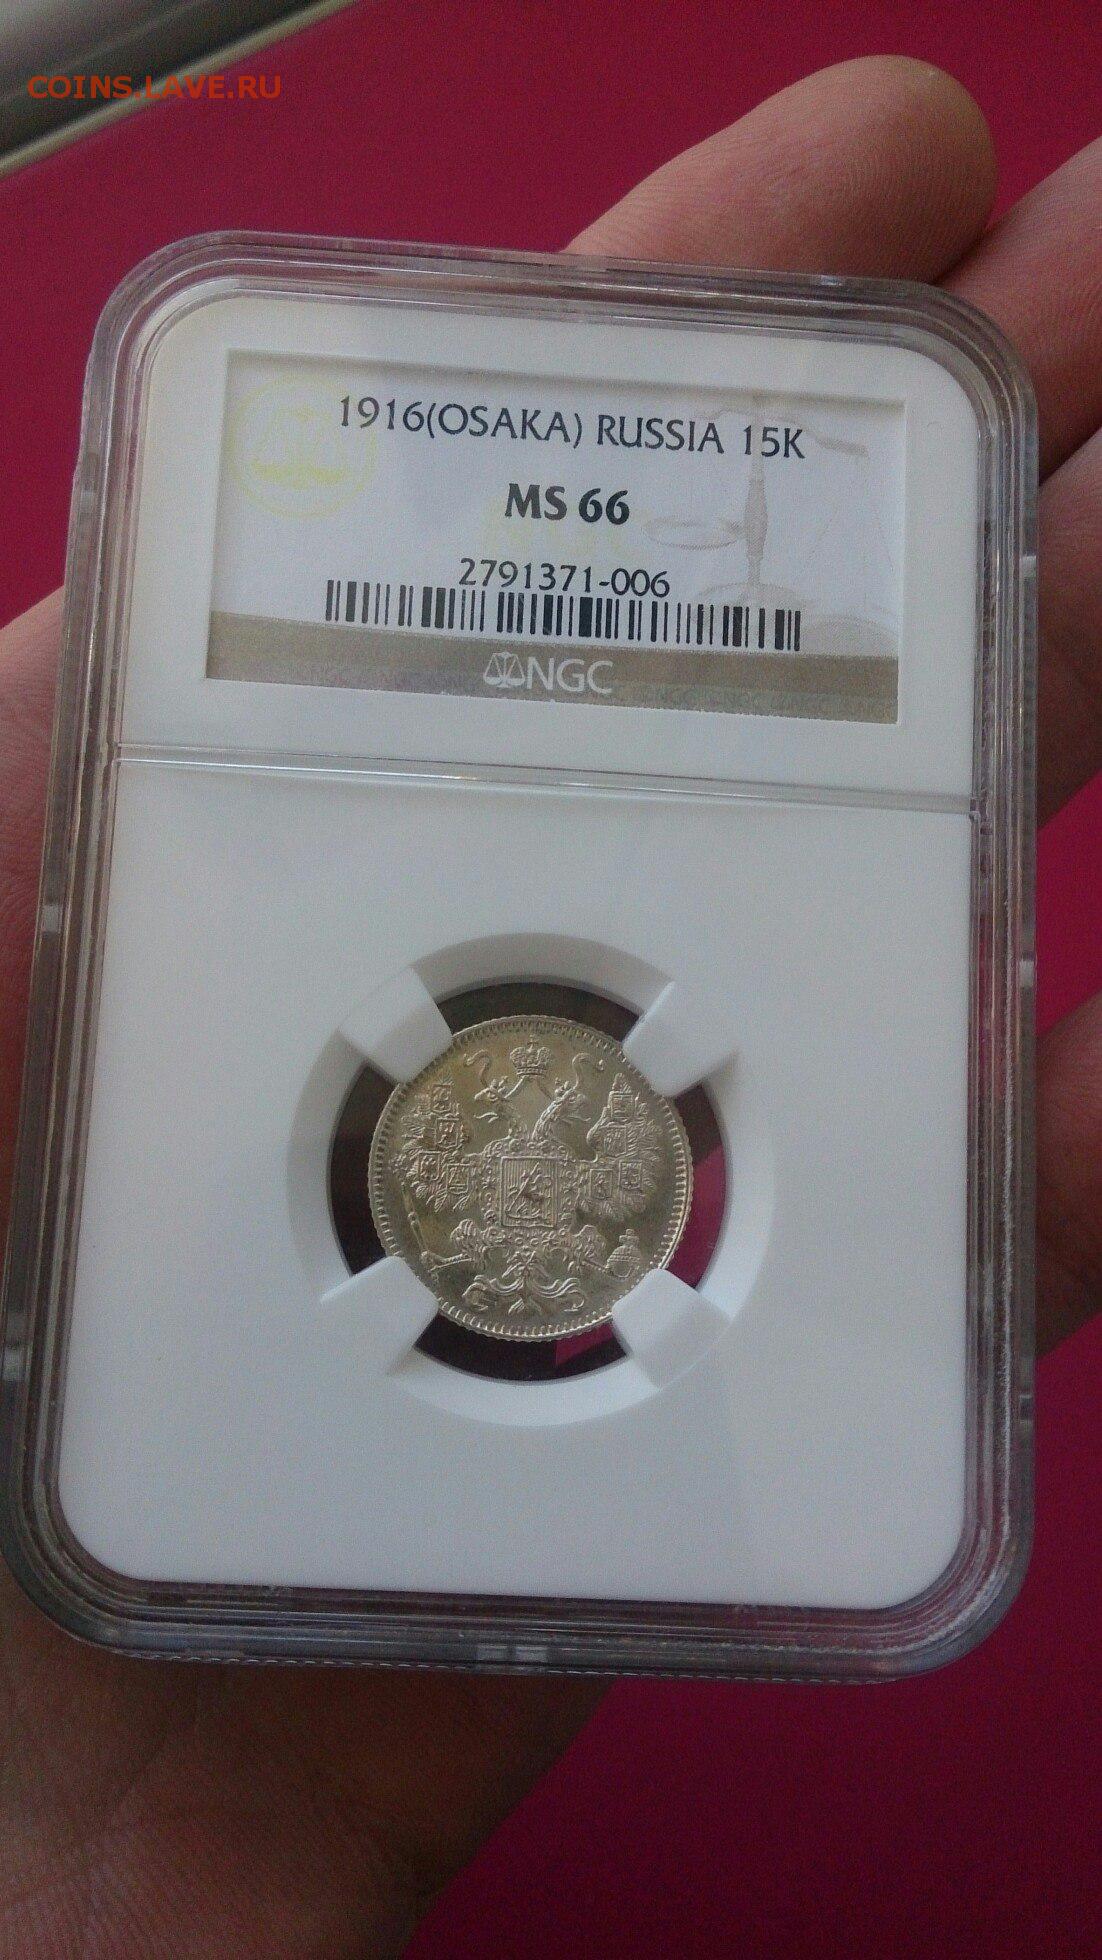 COINS.LAVE.RU
1916(OSAKA) RUSSIA 15K
MS 66
2791371-006
NGC